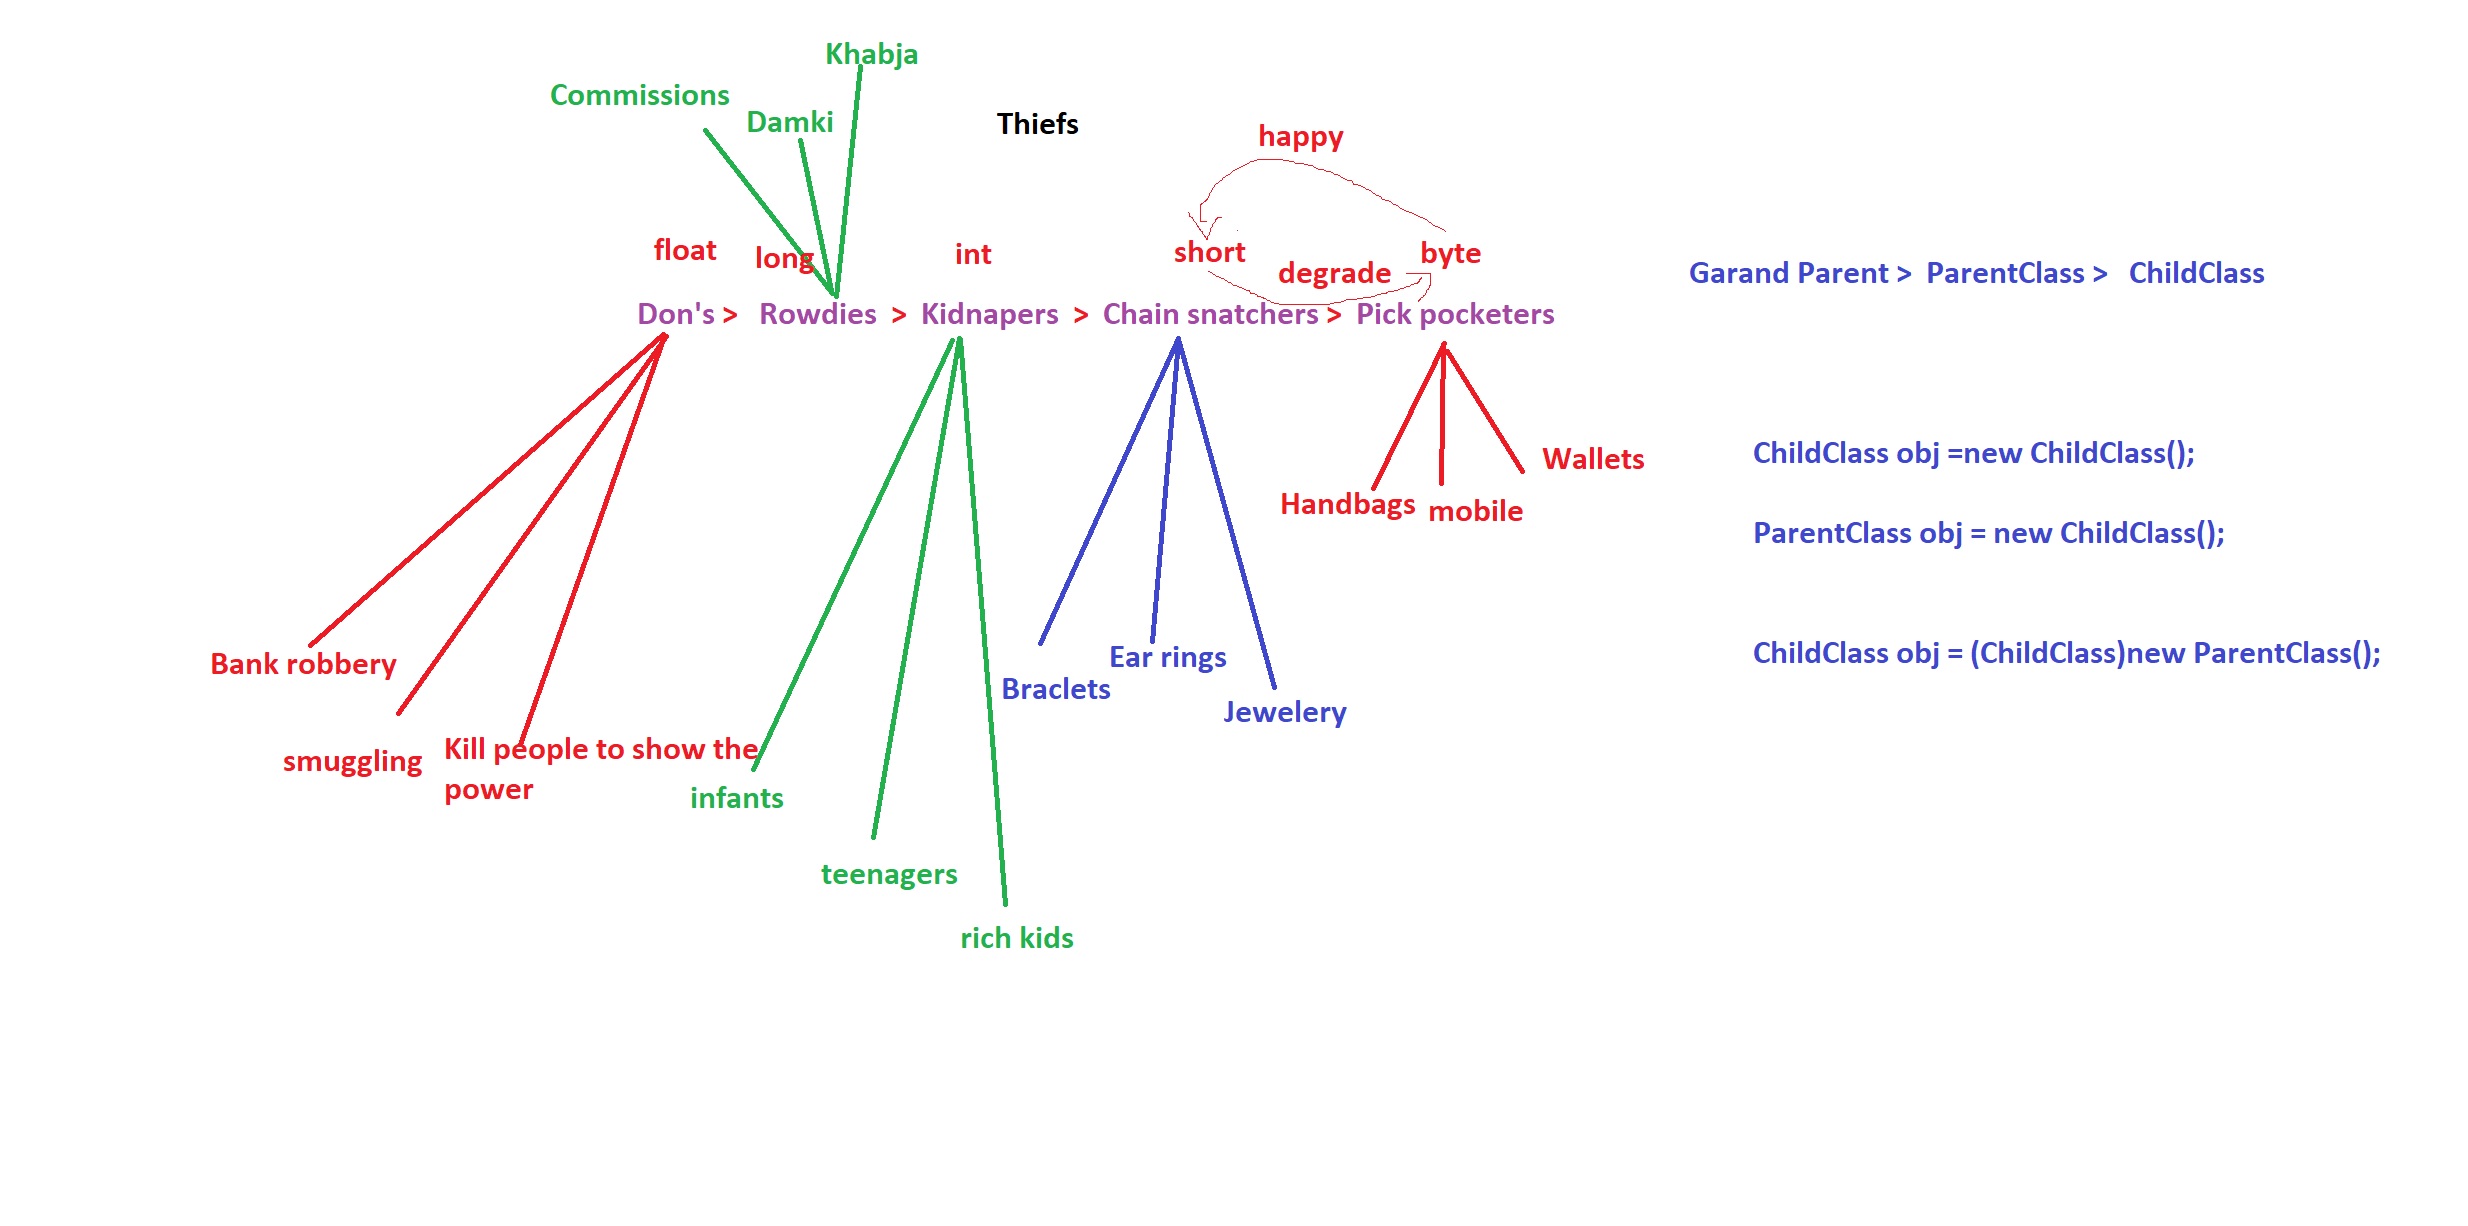 Khabja
Commissions
Damki
Thiefs
happy
float
long
int
short
degrade
byte
Don's > Rowdies > Kidnapers > Chain snatchers > Pick pocketers
Garand Parent > ParentClass > ChildClass
ChildClass obj =new ChildClass();
ParentClass obj = new ChildClass();
ChildClass obj = (ChildClass)new ParentClass();
Wallets
Handbags
mobile
Bank robbery
smuggling
Kill people to show the
power
infants
teenagers
rich kids
Braclets
Ear rings
Jewelery